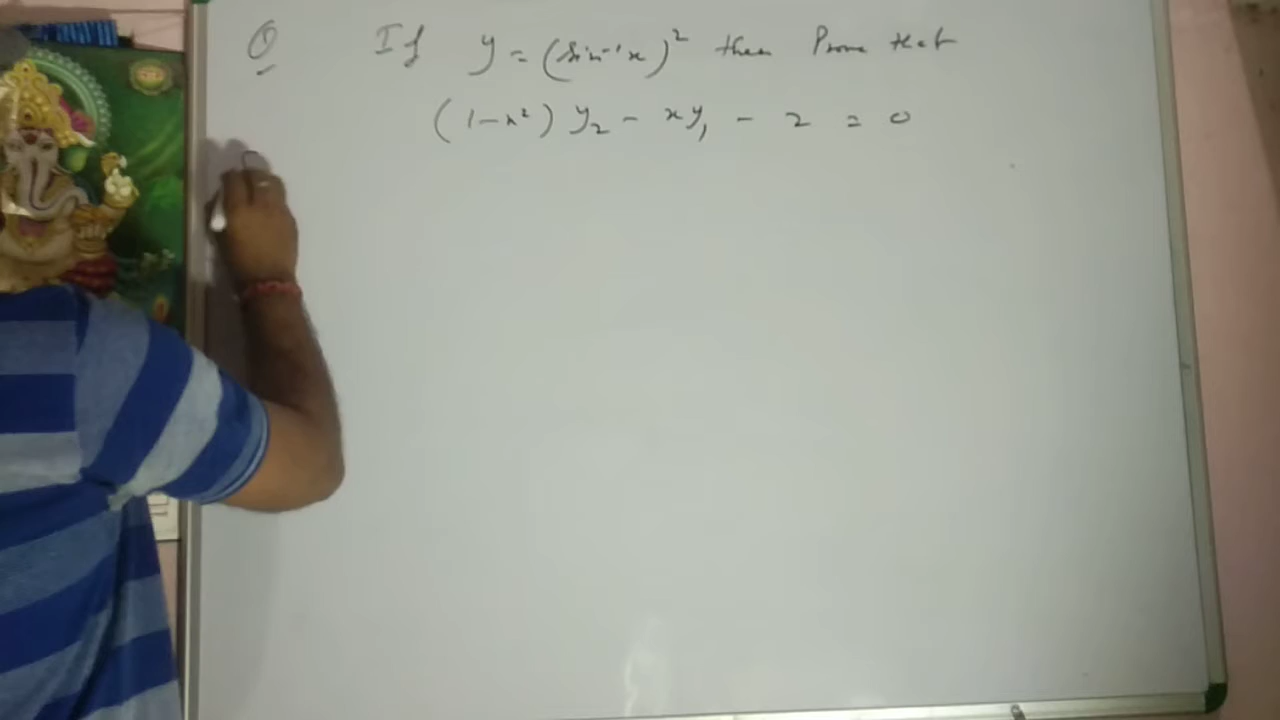 Q If y = (sin⁻¹x)² then Prove that
(1-x²) y₂ - xy₁ - 2 = 0